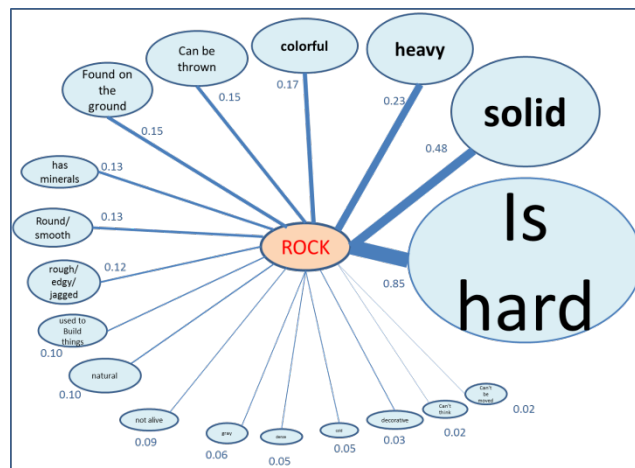 Can be
thrown
0.15
colorful
0.17
heavy
0.23
solid
0.48
Is
hard
0.85
Found on
the
ground
0.15
has
minerals
0.13
Round/
smooth
0.13
rough/
edgy/
jagged
0.12
used to
Build
things
0.10
natural
0.10
not alive
0.09
gray
0.06
0.05
0.05
decorative
0.03
Can't
think
0.02
Can't
be
moved
0.02
ROCK